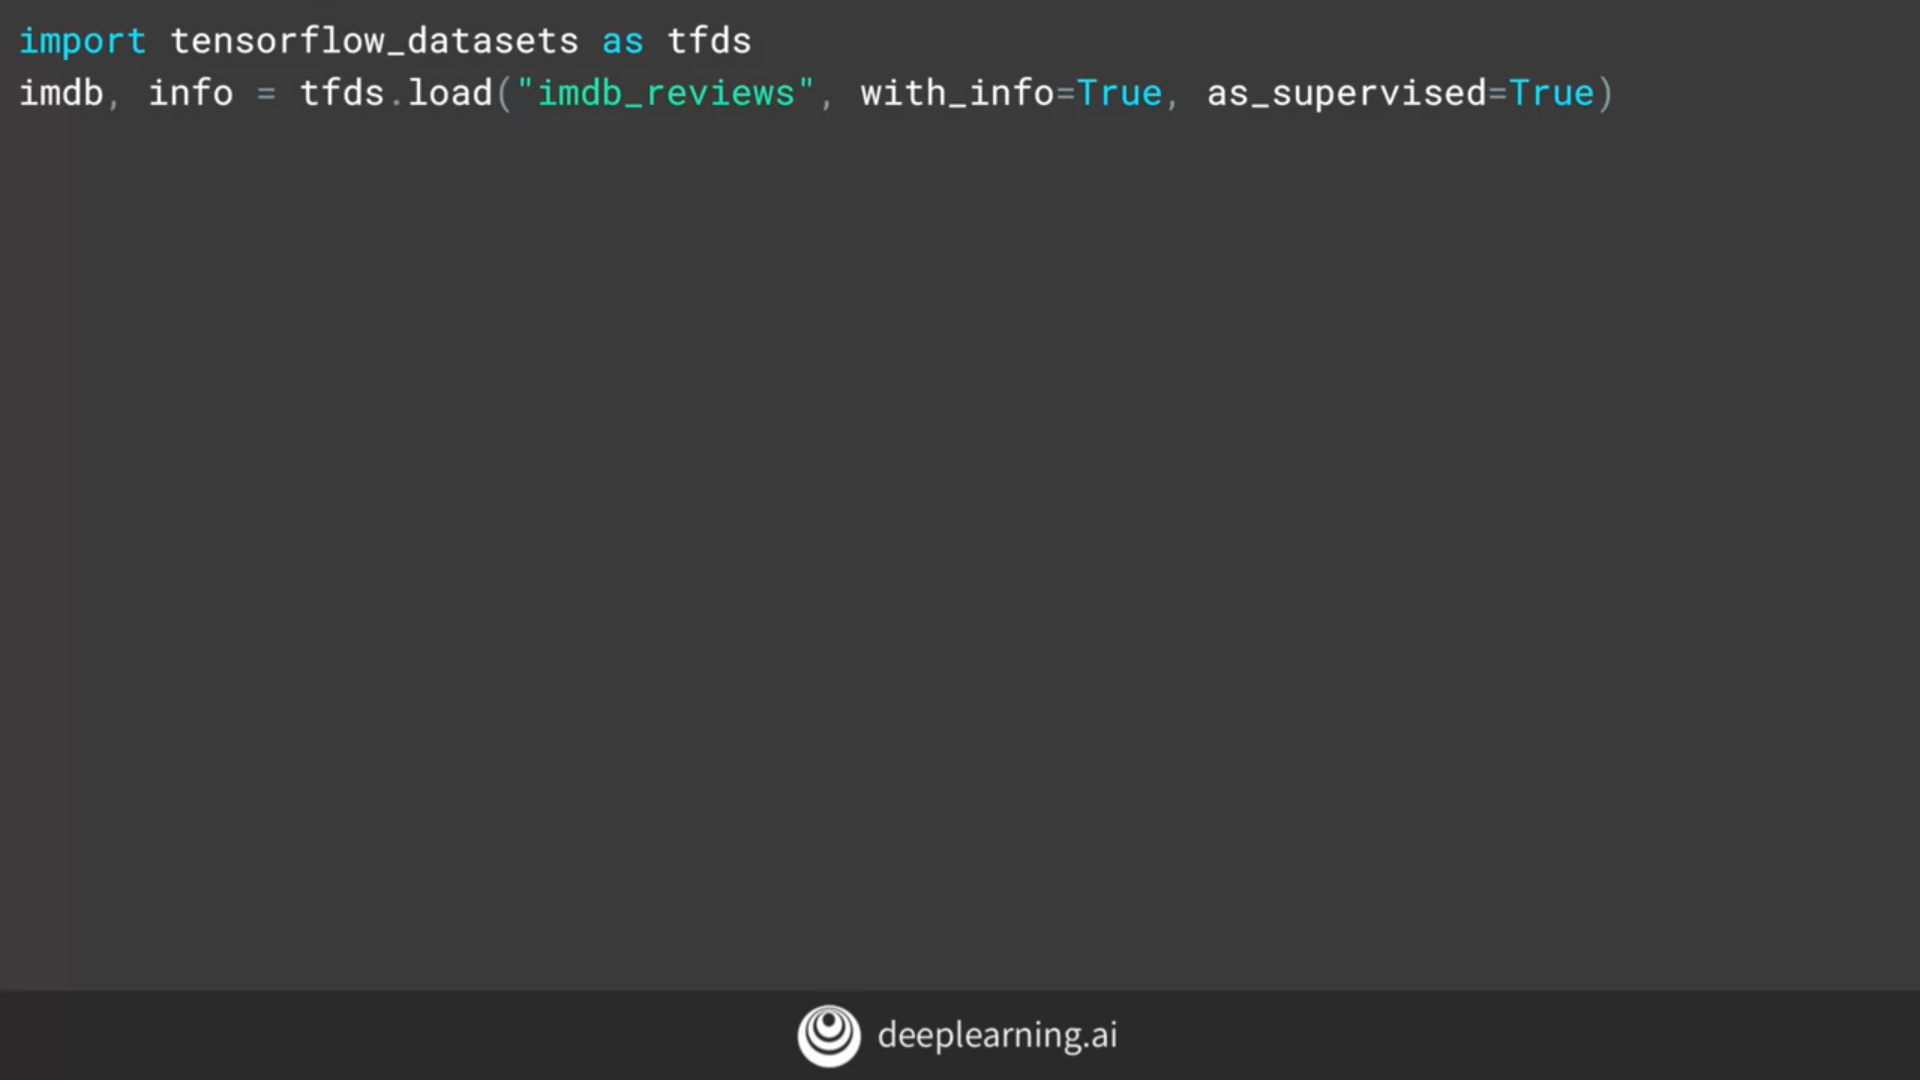 import tensorflow_datasets as tfds
imdb, info = tfds.load("imdb_reviews", with_info=True, as_supervised=True)
deeplearning.ai